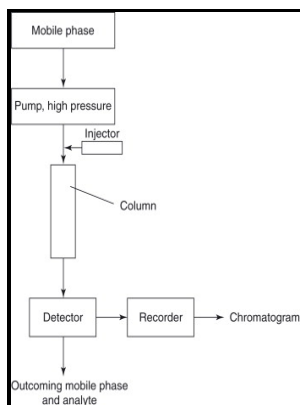 Mobile phase
Pump, high pressure
Injector
Column
Detector
Recorder
Chromatogram
Outcoming mobile phase
and analyte